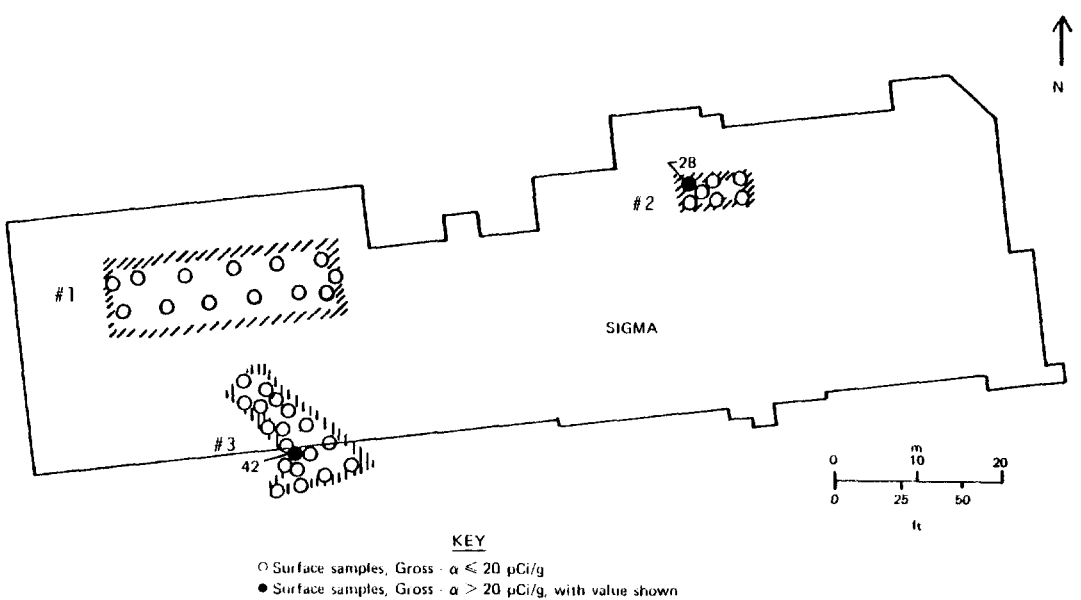 N
28
#2
#1
SIGMA
#3
42
m
0 10 20
0 25 50
ft
KEY
○ Surface samples, Gross - α ≤ 20 pCi/g
● Surface samples, Gross - α > 20 pCi/g, with value shown